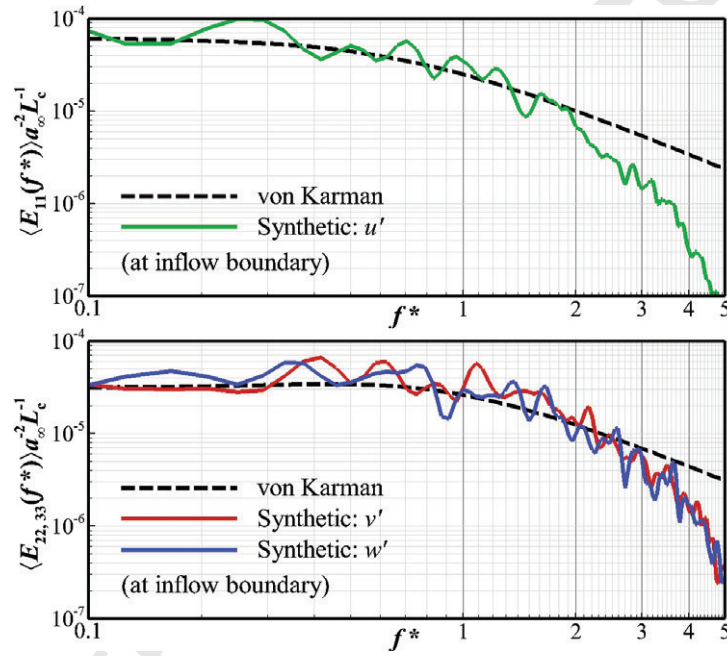 10⁻⁴
10⁻⁵
10⁻⁶
10⁻⁷
⟨E₁₁(f*)⟩a∞⁻²Lc⁻¹
von Karman
Synthetic: u'
(at inflow boundary)
0.1 1 2 3 4 5
f*
10⁻⁴
10⁻⁵
10⁻⁶
10⁻⁷
⟨E₂₂,₃₃(f*)⟩a∞⁻²Lc⁻¹
von Karman
Synthetic: v'
Synthetic: w'
(at inflow boundary)
0.1 1 2 3 4 5
f*